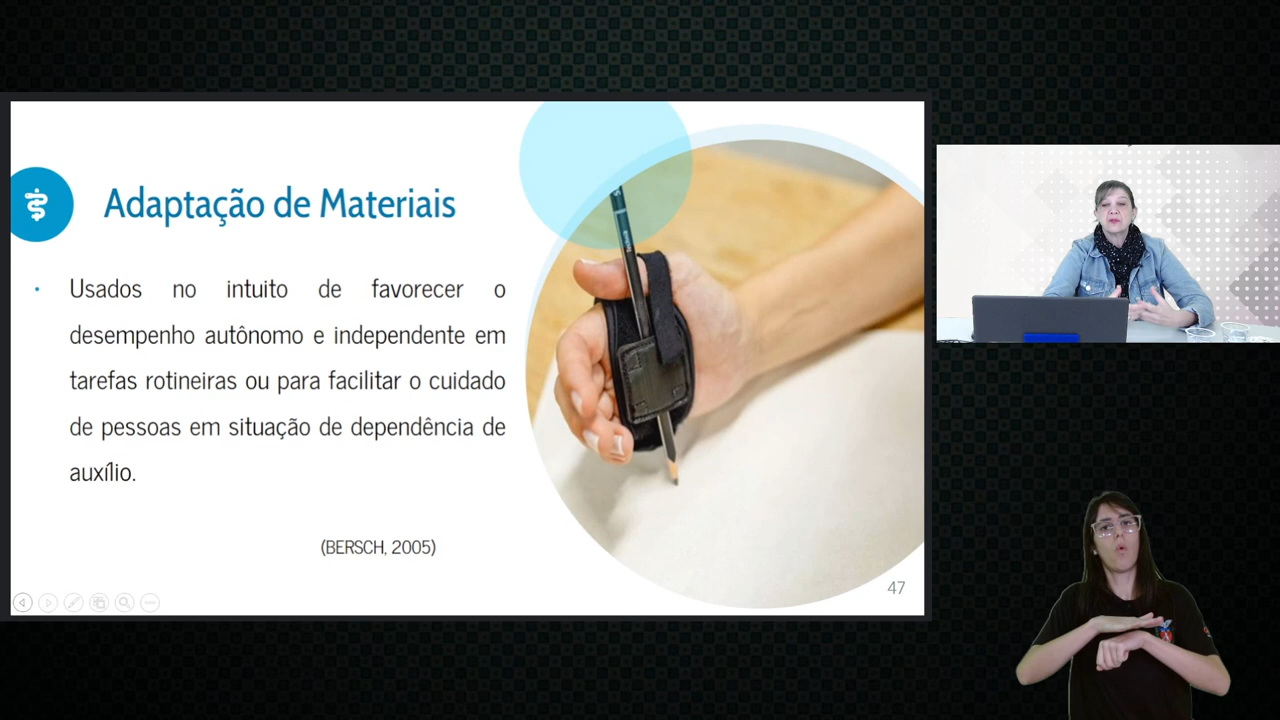 Adaptação de Materiais
• Usados no intuito de favorecer o
desempenho autônomo e independente em
tarefas rotineiras ou para facilitar o cuidado
de pessoas em situação de dependência de
auxílio.
(BERSCH, 2005)
47